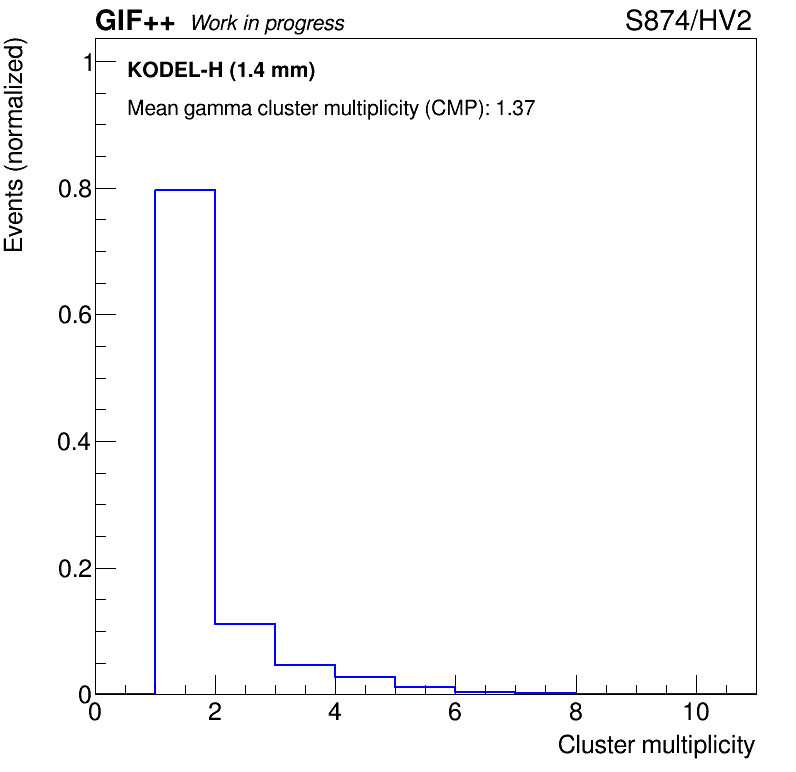 GIF++ Work in progress S874/HV2
KODEL-H (1.4 mm)
Mean gamma cluster multiplicity (CMP): 1.37
Events (normalized)
1
0.8
0.6
0.4
0.2
0
0 2 4 6 8 10
Cluster multiplicity